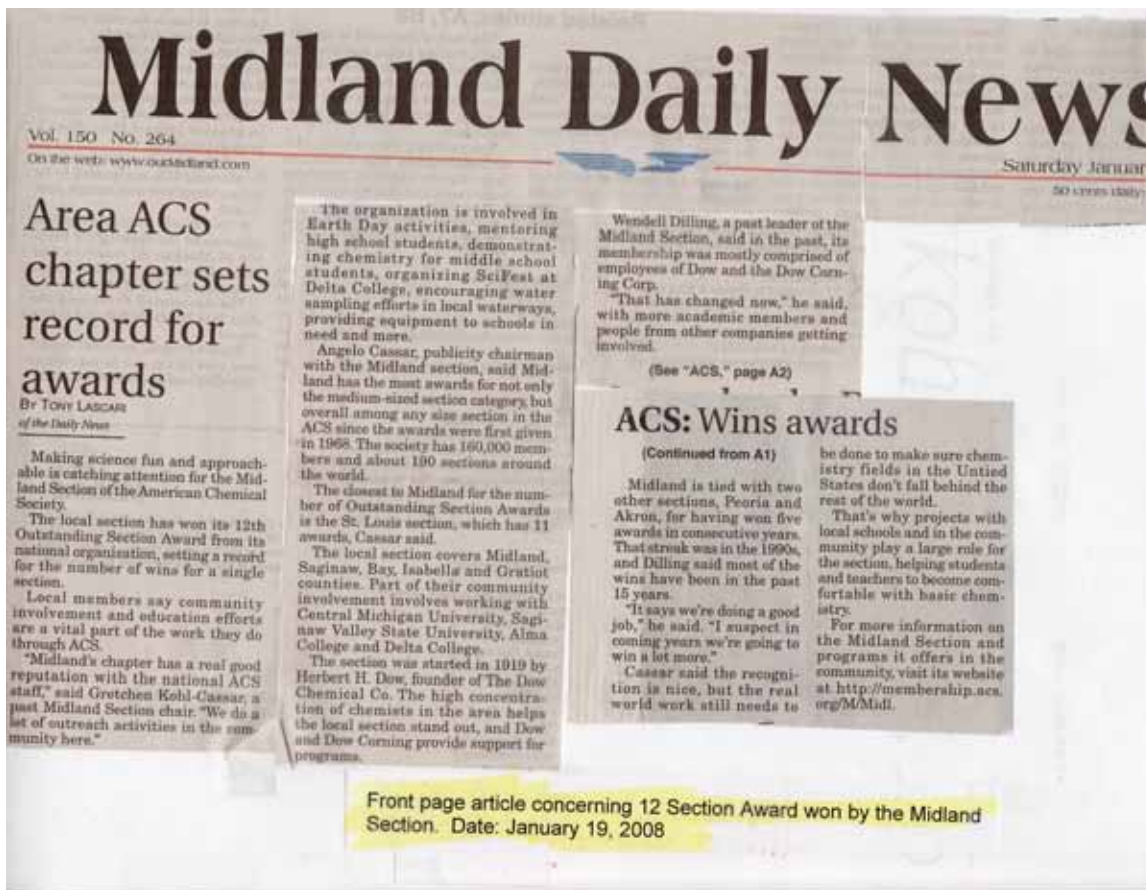 Midland Daily News
Vol. 150 No. 264
On the web: www.ourMidland.com
Saturday Januar
50 cents daily
Area ACS
chapter sets
record for
awards
BY TONY LASCARI
of the Daily News
Making science fun and approach-
able is catching attention for the Mid-
land Section of the American Chemical
Society.
The local section has won its 12th
Outstanding Section Award from its
national organization, setting a record
for the number of wins for a single
section.
Local members say community
involvement and education efforts
are a vital part of the work they do
through ACS.
"Midland's chapter has a real good
reputation with the national ACS
staff," said Gretchen Kohl-Cassar, a
past Midland Section chair. "We do a
lot of outreach activities in the com-
munity here."
The organization is involved in
Earth Day activities, mentoring
high school students, demonstrat-
ing chemistry for middle school
students, organizing SciFest at
Delta College, encouraging water
sampling efforts in local waterways,
providing equipment to schools in
need and more.
Angelo Cassar, publicity chairman
with the Midland section, said Mid-
land has the most awards for not only
the medium-sized section category, but
overall among any size section in the
ACS since the awards were first given
in 1968. The society has 160,000 mem-
bers and about 190 sections around
the world.
The closest to Midland for the num-
ber of Outstanding Section Awards
is the St. Louis section, which has 11
awards, Cassar said.
The local section covers Midland,
Saginaw, Bay, Isabella and Gratiot
counties. Part of their community
involvement involves working with
Central Michigan University, Sagi-
naw Valley State University, Alma
College and Delta College.
The section was started in 1919 by
Herbert H. Dow, founder of The Dow
Chemical Co. The high concentra-
tion of chemists in the area helps
the local section stand out, and Dow
and Dow Corning provide support for
programs.
Wendell Dilling, a past leader of the
Midland Section, said in the past, its
membership was mostly comprised of
employees of Dow and the Dow Corn-
ing Corp.
"That has changed now," he said,
with more academic members and
people from other companies getting
involved.
(See "ACS," page A2)
ACS: Wins awards
(Continued from A1)
Midland is tied with two
other sections, Peoria and
Akron, for having won five
awards in consecutive years.
That streak was in the 1990s,
and Dilling said most of the
wins have been in the past
15 years.
"It says we're doing a good
job," he said. "I suspect in
coming years we're going to
win a lot more."
Cassar said the recogni-
tion is nice, but the real
world work still needs to
be done to make sure chem-
istry fields in the Untied
States don't fall behind the
rest of the world.
That's why projects with
local schools and in the com-
munity play a large role for
the section, helping students
and teachers to become com-
fortable with basic chem-
istry.
For more information on
the Midland Section and
programs it offers in the
community, visit its website
at http://membership.acs.
org/M/Midl.
Front page article concerning 12 Section Award won by the Midland
Section. Date: January 19, 2008